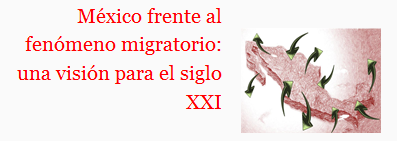 México frente al
fenómeno migratorio:
una visión para el siglo
XXI